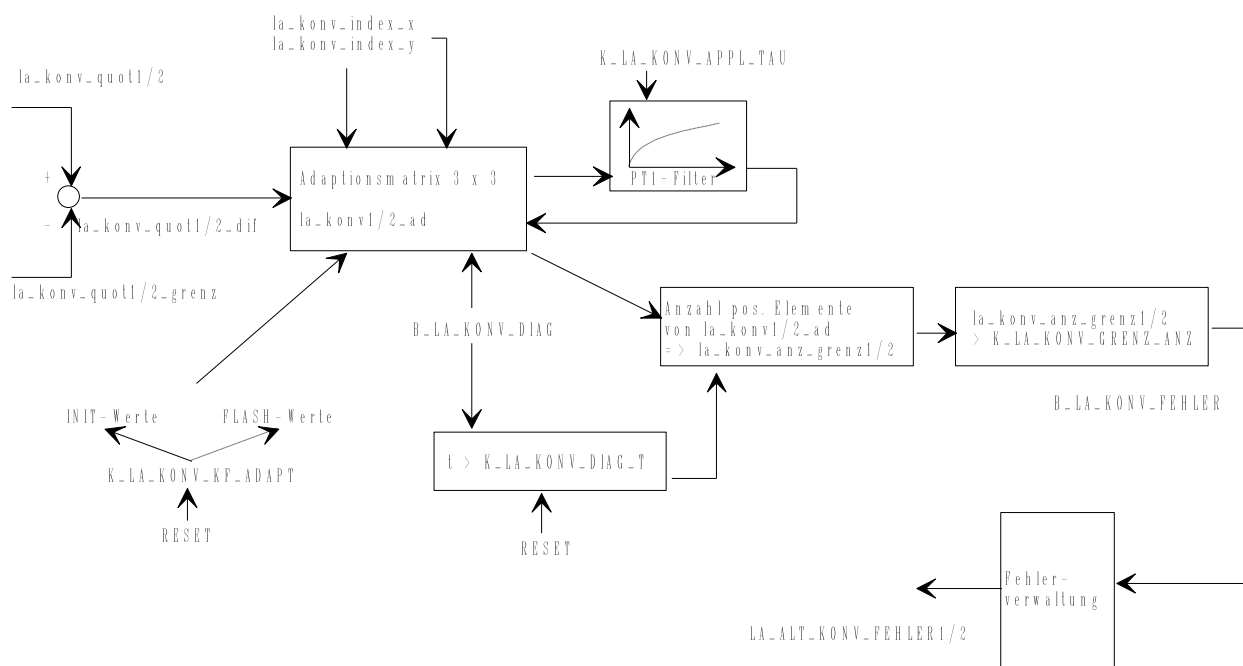 la_konv_index_x
la_konv_index_y
K_LA_KONV_APPL_TAU
la_konv_quot1/2
+
Adaptionsmatrix 3 x 3
PT1-Filter
-
la_konv_quot1/2_dif
la_konv1/2_ad
la_konv_quot1/2_grenz
B_LA_KONV_DIAG
Anzahl pos. Elemente
von la_konv1/2_ad
=> la_konv_anz_grenz1/2
la_konv_anz_grenz1/2
> K_LA_KONV_GRENZ_ANZ
B_LA_KONV_FEHLER
INIT-Werte
FLASH-Werte
K_LA_KONV_KF_ADAPT
RESET
t > K_LA_KONV_DIAG_T
RESET
Fehler-
verwaltung
LA_ALT_KONV_FEHLER1/2